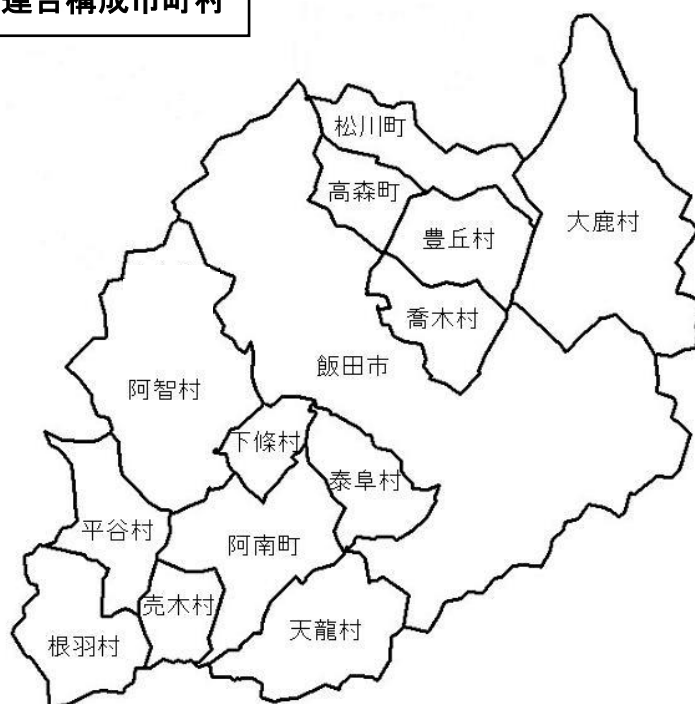 連合構成市町村
松川町
高森町
豊丘村
大鹿村
喬木村
飯田市
阿智村
下條村
泰阜村
平谷村
阿南町
売木村
天龍村
根羽村